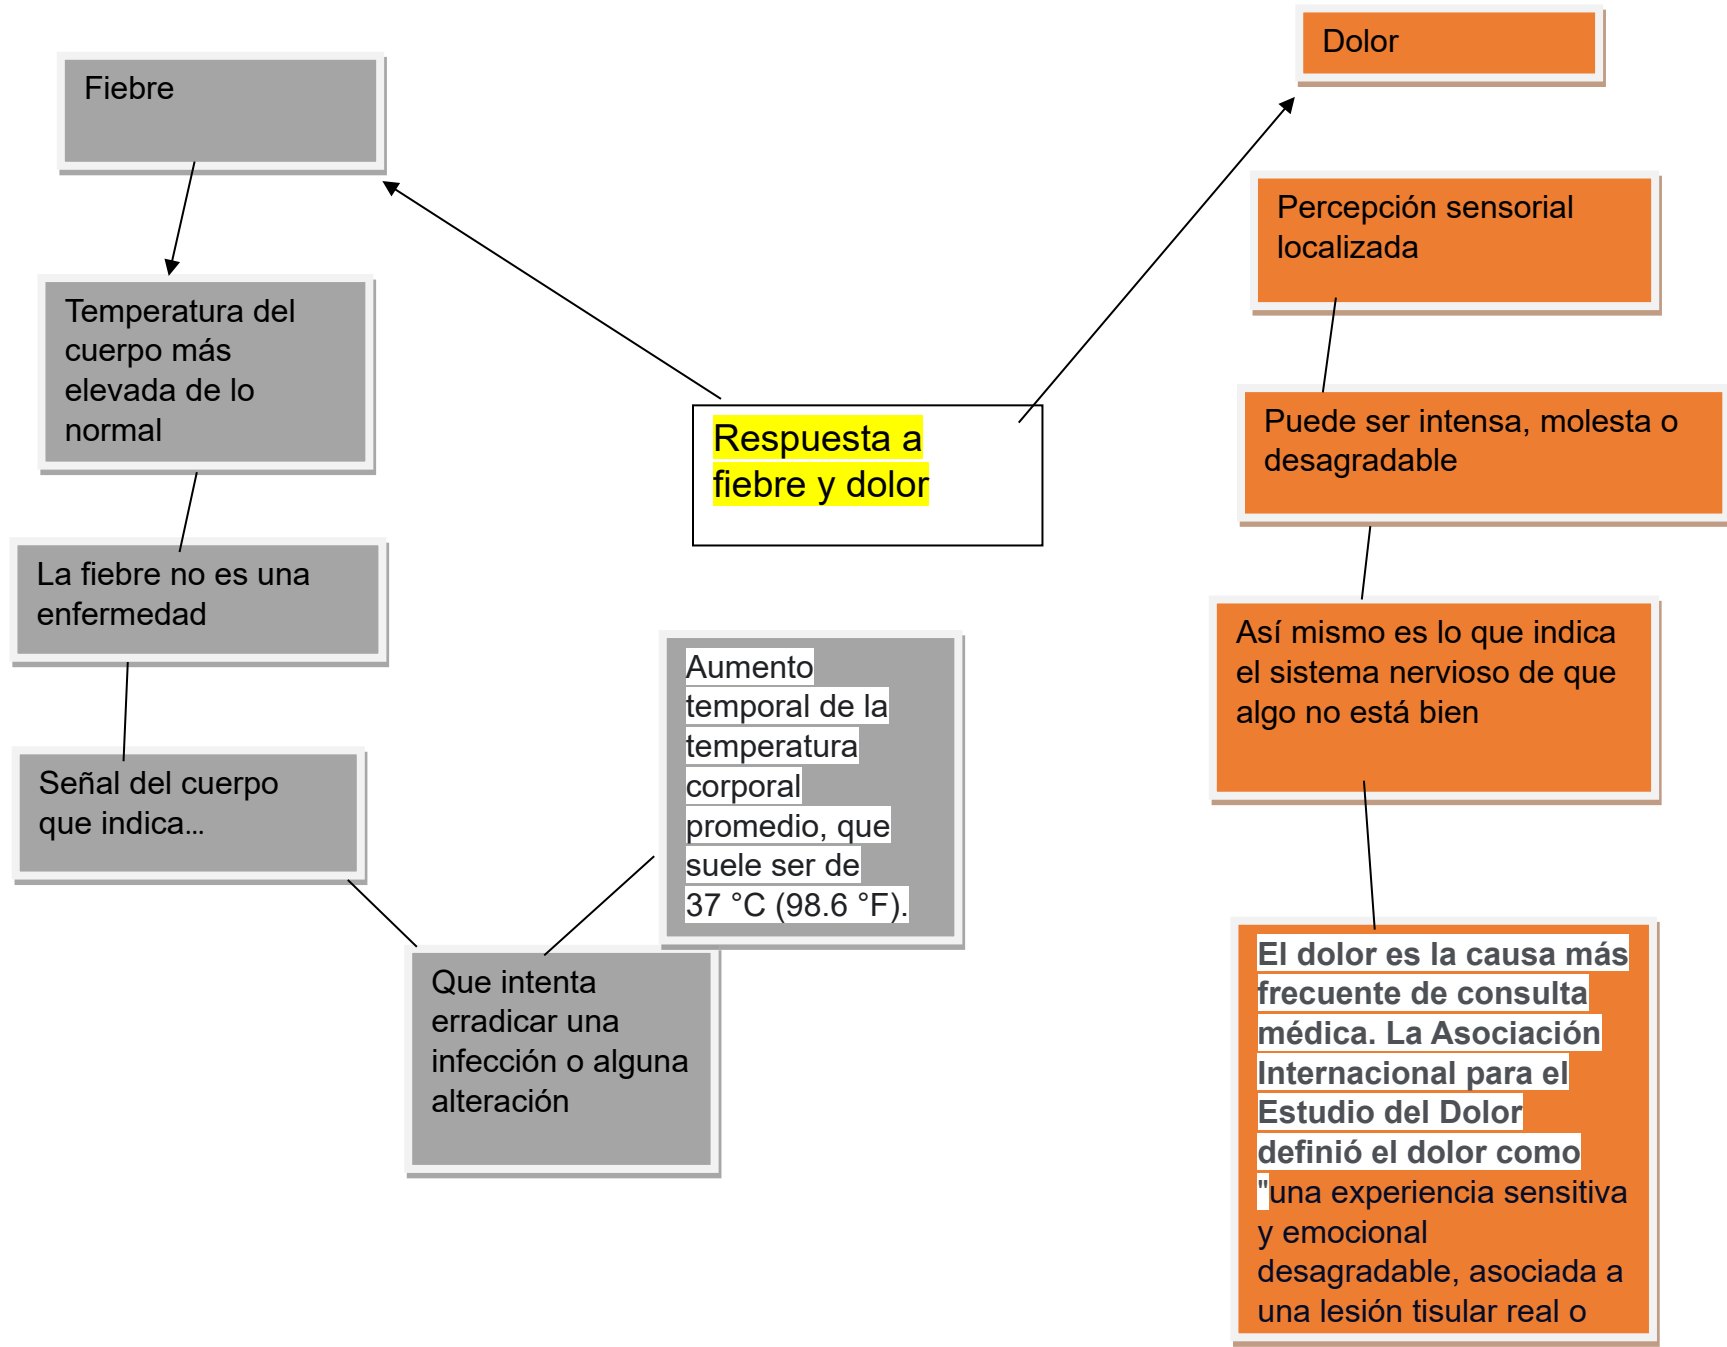 Respuesta a
fiebre y dolor
Fiebre
Temperatura del
cuerpo más
elevada de lo
normal
La fiebre no es una
enfermedad
Señal del cuerpo
que indica...
Que intenta
erradicar una
infección o alguna
alteración
Aumento
temporal de la
temperatura
corporal
promedio, que
suele ser de
37 °C (98.6 °F).
Dolor
Percepción sensorial
localizada
Puede ser intensa, molesta o
desagradable
Así mismo es lo que indica
el sistema nervioso de que
algo no está bien
El dolor es la causa más
frecuente de consulta
médica. La Asociación
Internacional para el
Estudio del Dolor
definió el dolor como
"una experiencia sensitiva
y emocional
desagradable, asociada a
una lesión tisular real o